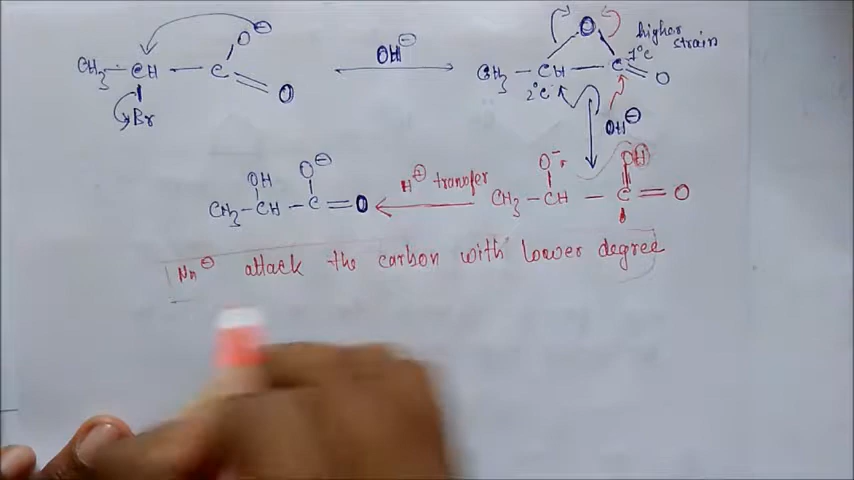 O⊖
CH3 – CH – C = O
Br
OH⊖
O
higher strain
CH3 – CH – C = O
2°C
1°C
OH⊖
OH O⊖
CH3 – CH – C = O
H⊕ transfer
O⁻ OH
CH3 – CH – C = O
Nn⊖ attack the carbon with lower degree